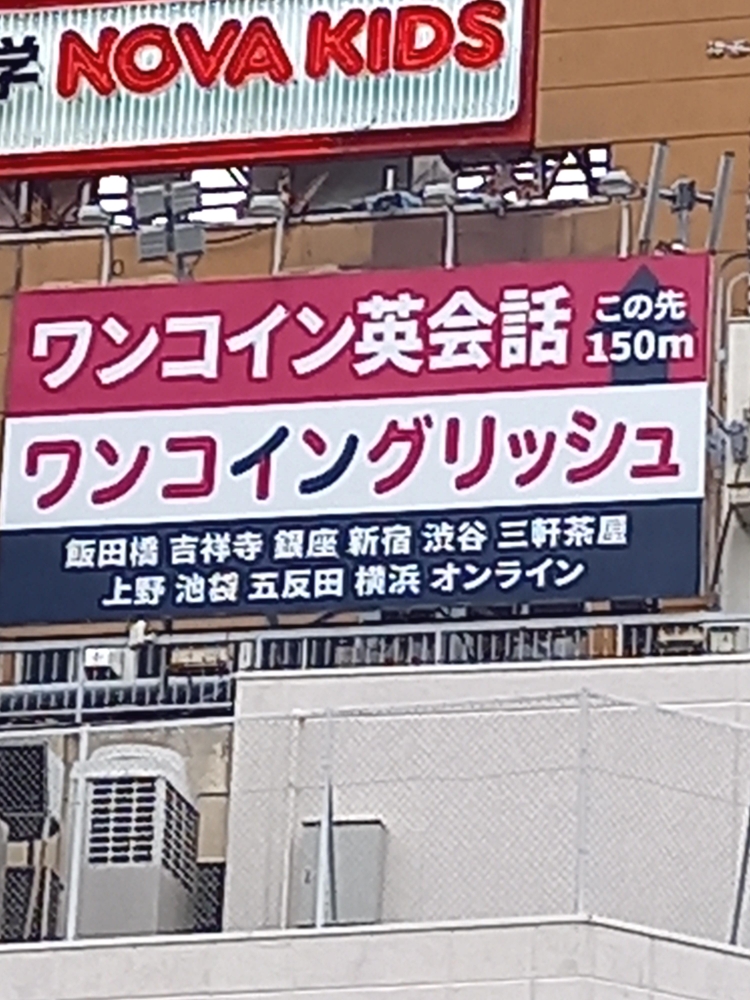 学 NOVA KIDS
ワンコイン英会話
この先
150m
ワンコイングリッシュ
飯田橋 吉祥寺 銀座 新宿 渋谷 三軒茶屋
上野 池袋 五反田 横浜 オンライン